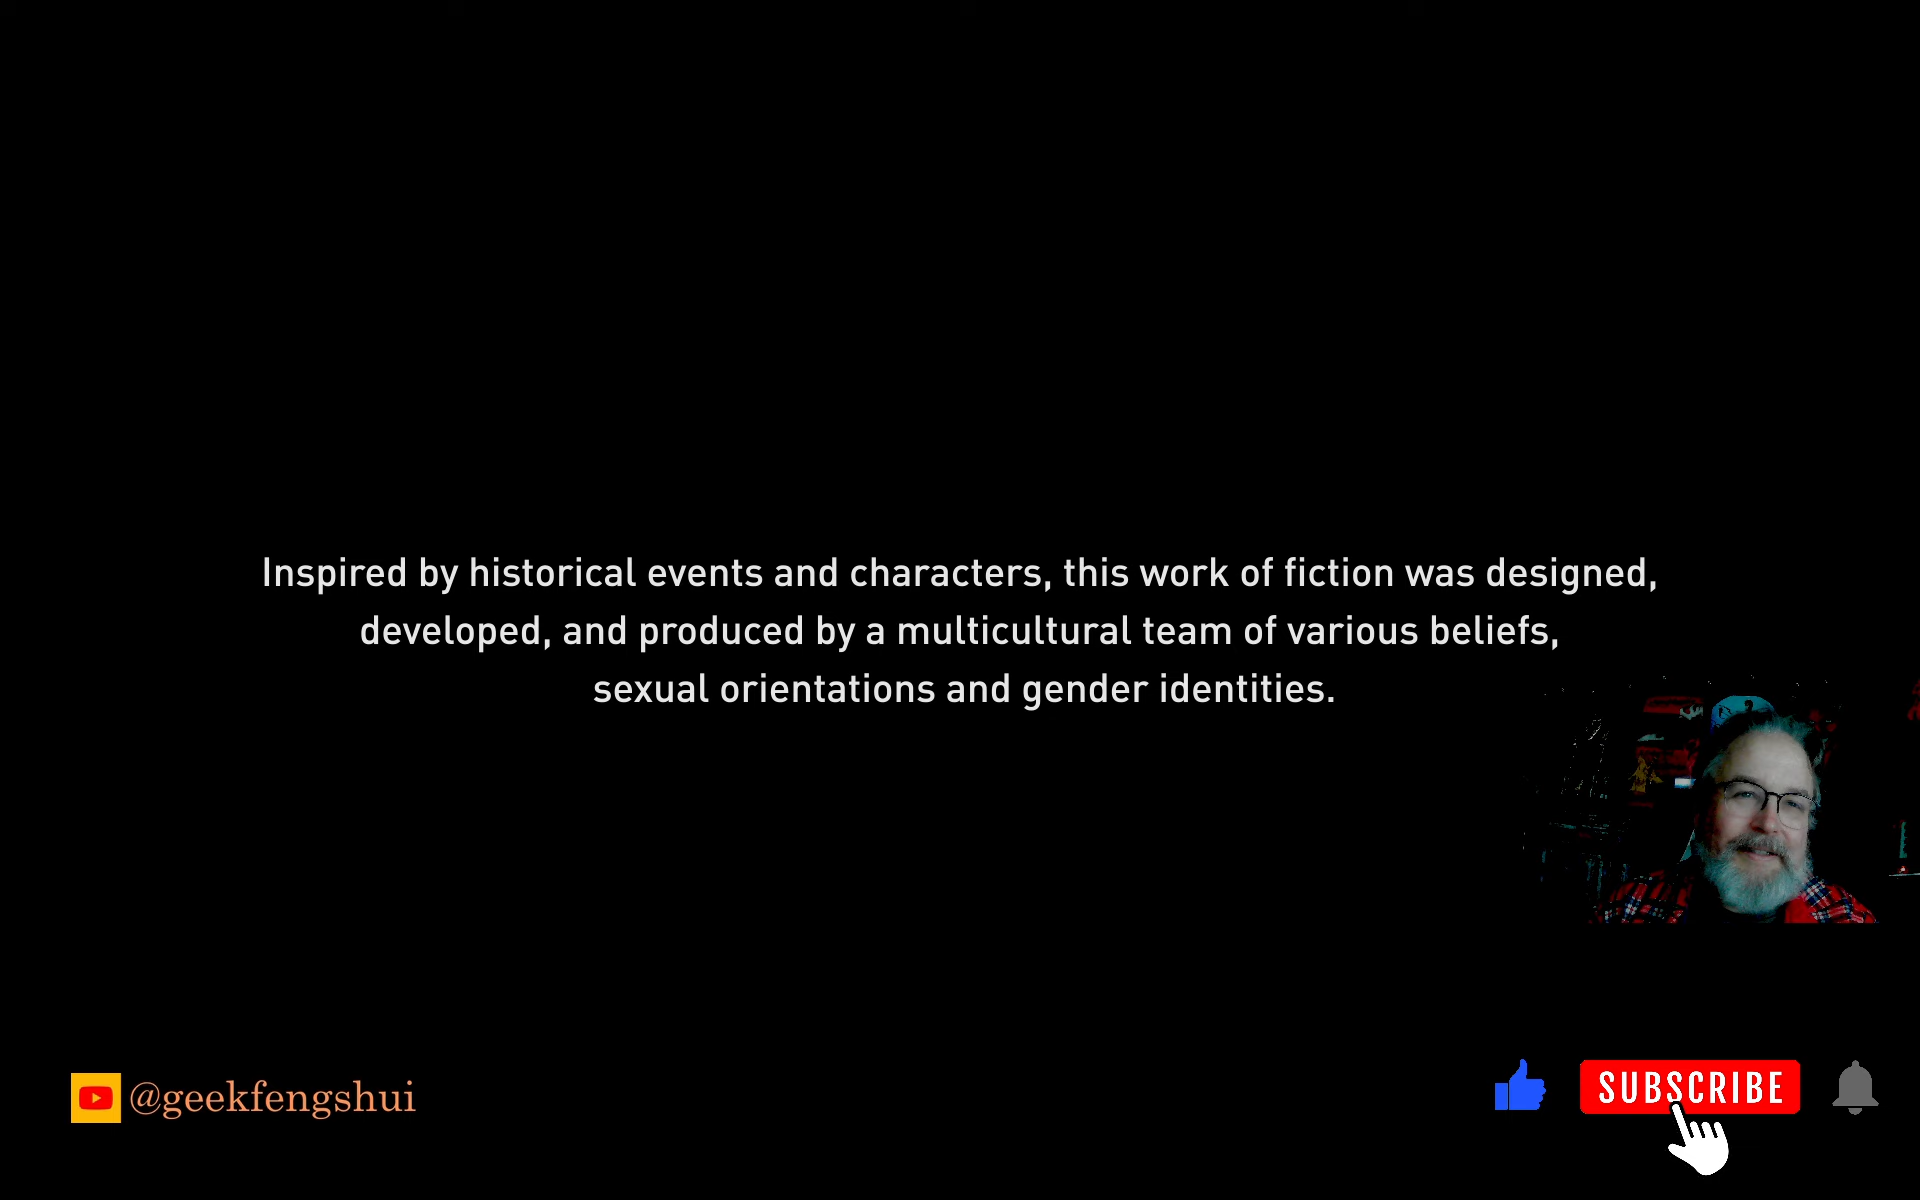 Inspired by historical events and characters, this work of fiction was designed,
developed, and produced by a multicultural team of various beliefs,
sexual orientations and gender identities.
@geekfengshui
SUBSCRIBE